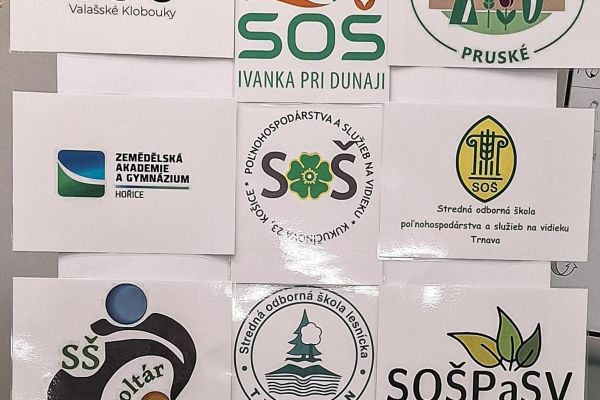 Valašské Klobouky
SOS
IVANKA PRI DUNAJI
PRUSKÉ
ZEMĚDĚLSKÁ
AKADEMIE
A GYMNÁZIUM
HOŘICE
POĽNOHOSPODÁRSTVA A SLUŽIEB NA VIDIEKU * KUKUČÍNOVA 23, KOŠICE *
SOŠ
SOŠ
Stredná odborná škola
poľnohospodárstva a služieb na vidieku
Trnava
SŠ
oltár
Stredná odborná škola lesnícka
SOŠPaSV